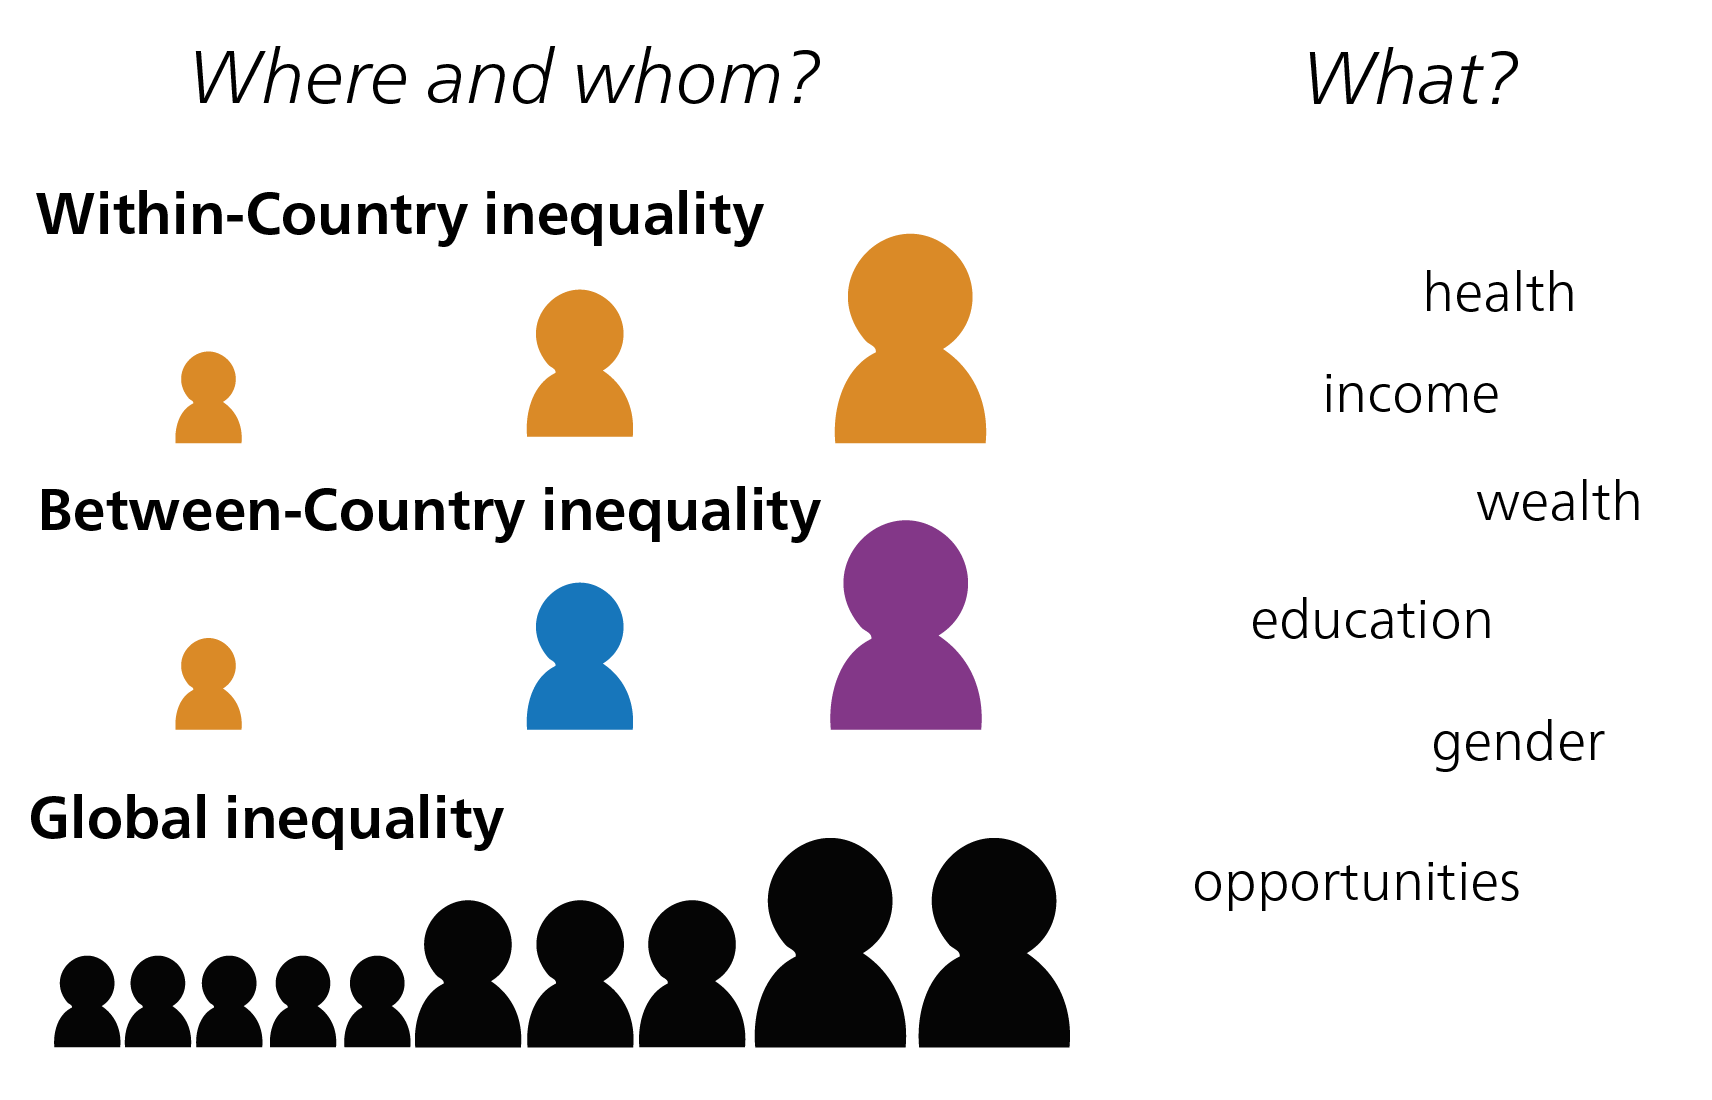 Where and whom?
What?
Within-Country inequality
health
income
Between-Country inequality
wealth
education
gender
Global inequality
opportunities